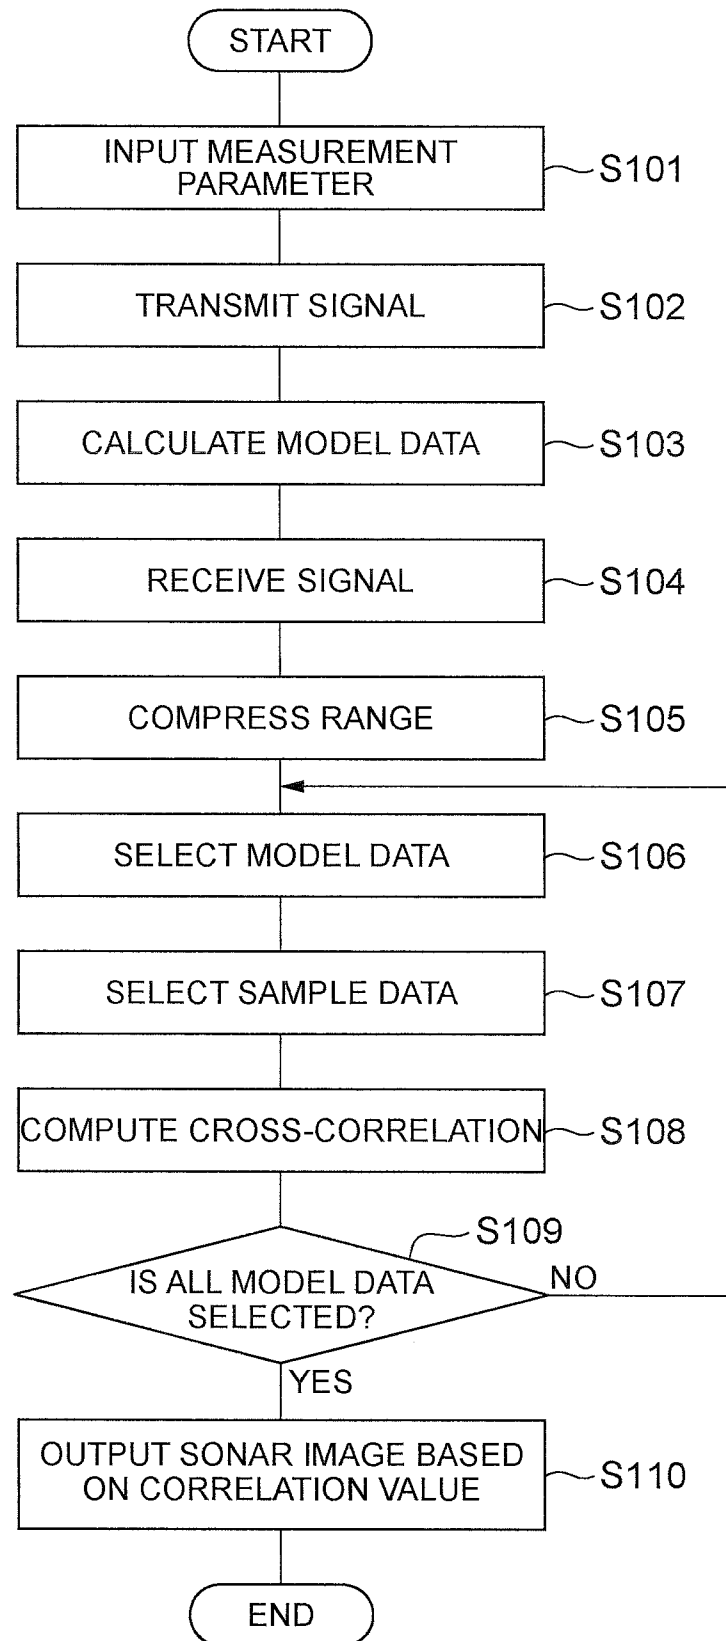 START
INPUT MEASUREMENT
PARAMETER
S101
TRANSMIT SIGNAL
S102
CALCULATE MODEL DATA
S103
RECEIVE SIGNAL
S104
COMPRESS RANGE
S105
SELECT MODEL DATA
S106
SELECT SAMPLE DATA
S107
COMPUTE CROSS-CORRELATION
S108
S109
IS ALL MODEL DATA
SELECTED?
NO
YES
OUTPUT SONAR IMAGE BASED
ON CORRELATION VALUE
S110
END